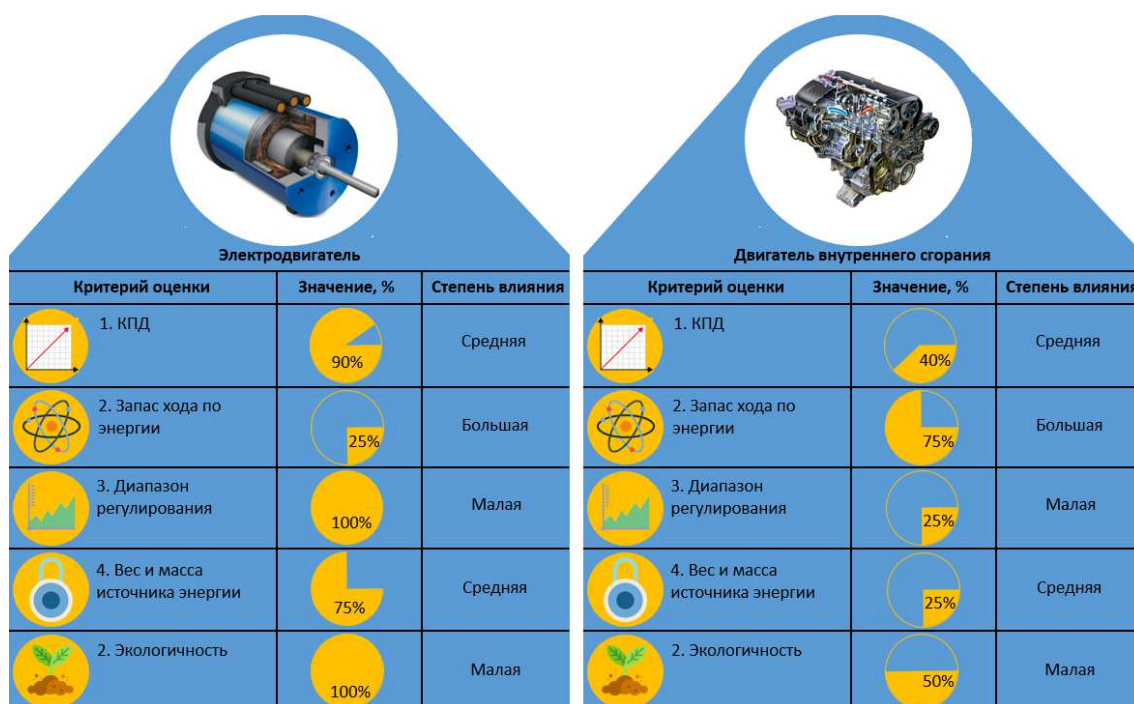 Электродвигатель
Критерий оценки Значение, % Степень влияния
1. КПД 90% Средняя
2. Запас хода по
энергии 25% Большая
3. Диапазон
регулирования 100% Малая
4. Вес и масса
источника энергии 75% Средняя
2. Экологичность 100% Малая
Двигатель внутреннего сгорания
Критерий оценки Значение, % Степень влияния
1. КПД 40% Средняя
2. Запас хода по
энергии 75% Большая
3. Диапазон
регулирования 25% Малая
4. Вес и масса
источника энергии 25% Средняя
2. Экологичность 50% Малая